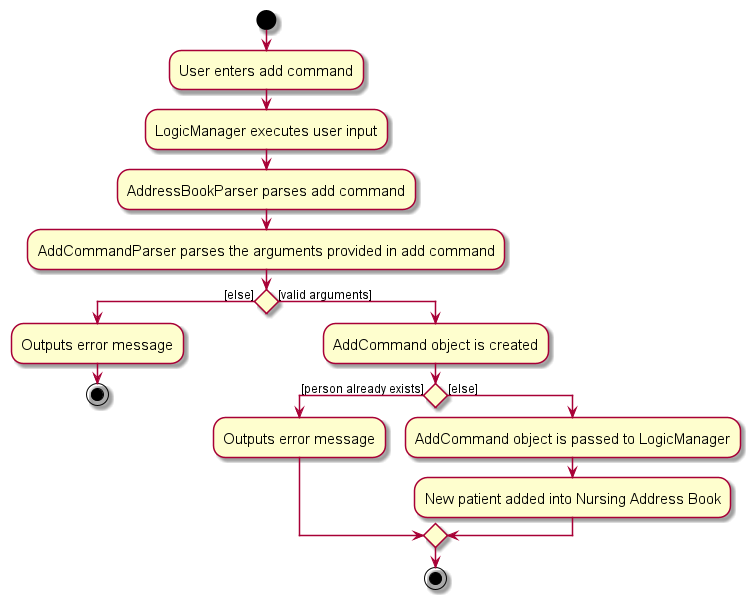 User enters add command
LogicManager executes user input
AddressBookParser parses add command
AddCommandParser parses the arguments provided in add command
[else]
[valid arguments]
Outputs error message
AddCommand object is created
[person already exists]
[else]
Outputs error message
AddCommand object is passed to LogicManager
New patient added into Nursing Address Book